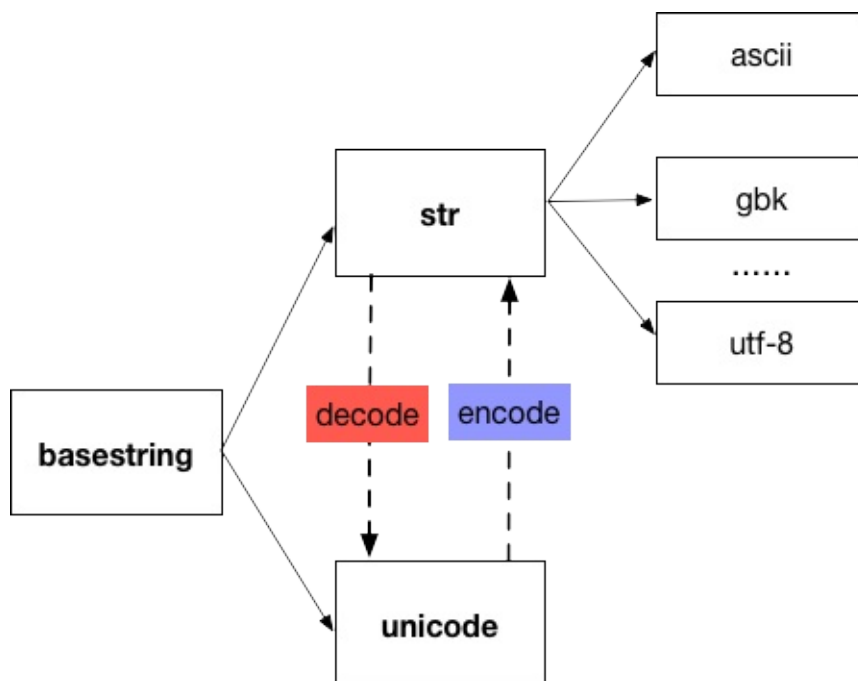 ascii
str
gbk
......
utf-8
decode
encode
basestring
unicode